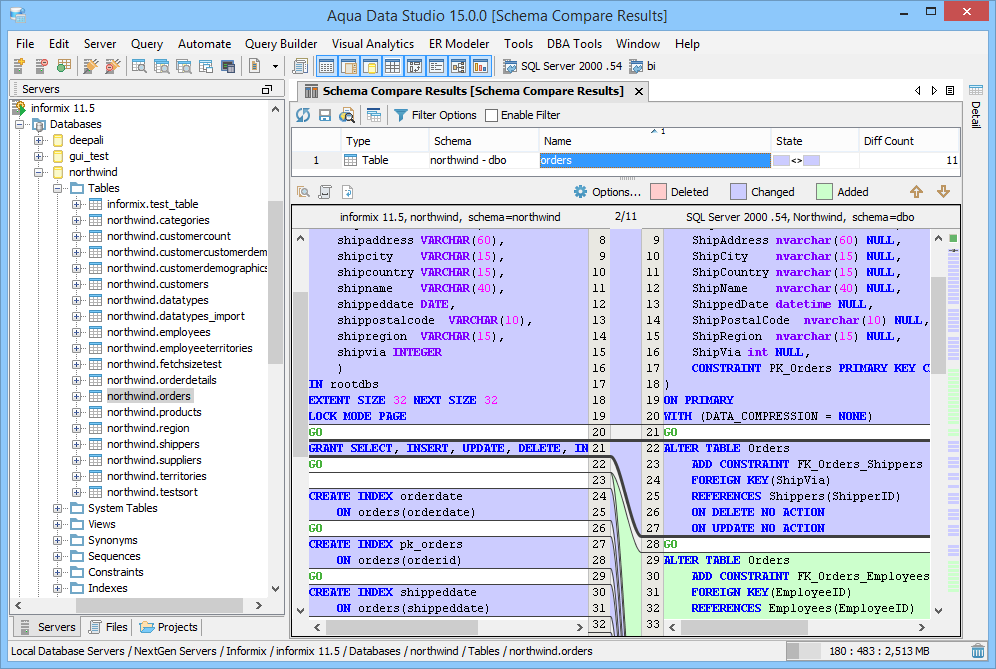 Aqua Data Studio 15.0.0 [Schema Compare Results]
File Edit Server Query Automate Query Builder Visual Analytics ER Modeler Tools DBA Tools Window Help
SQL Server 2000 .54 bi
Servers
informix 11.5
Databases
deepali
gui_test
northwind
Tables
informix.test_table
northwind.categories
northwind.customercount
northwind.customercustomerdem
northwind.customerdemographics
northwind.customers
northwind.datatypes
northwind.datatypes_import
northwind.employees
northwind.employeeterritories
northwind.fetchsizetest
northwind.orderdetails
northwind.orders
northwind.products
northwind.region
northwind.shippers
northwind.suppliers
northwind.territories
northwind.testsort
System Tables
Views
Synonyms
Sequences
Constraints
Indexes
Servers Files Projects
Schema Compare Results [Schema Compare Results]
Detail
Filter Options Enable Filter
Type Schema Name 1 State Diff Count
1 Table northwind - dbo orders <> 11
Options... Deleted Changed Added
informix 11.5, northwind, schema=northwind 2/11 SQL Server 2000 .54, Northwind, schema=dbo
shipaddress VARCHAR(60), 8 9 ShipAddress nvarchar(60) NULL,
shipcity VARCHAR(15), 9 10 ShipCity nvarchar(15) NULL,
shipcountry VARCHAR(15), 10 11 ShipCountry nvarchar(15) NULL,
shipname VARCHAR(40), 11 12 ShipName nvarchar(40) NULL,
shippeddate DATE, 12 13 ShippedDate datetime NULL,
shippostalcode VARCHAR(10), 13 14 ShipPostalCode nvarchar(10) NULL,
shipregion VARCHAR(15), 14 15 ShipRegion nvarchar(15) NULL,
shipvia INTEGER 15 16 ShipVia int NULL,
) 16 17 CONSTRAINT PK_Orders PRIMARY KEY C
IN rootdbs 17 18 )
EXTENT SIZE 32 NEXT SIZE 32 18 19 ON PRIMARY
LOCK MODE PAGE 19 20 WITH (DATA_COMPRESSION = NONE)
GO 20 21 GO
GRANT SELECT, INSERT, UPDATE, DELETE, IN 21 22 ALTER TABLE Orders
GO 22 23 ADD CONSTRAINT FK_Orders_Shippers
23 24 FOREIGN KEY(ShipVia)
CREATE INDEX orderdate 24 25 REFERENCES Shippers(ShipperID)
ON orders(orderdate) 25 26 ON DELETE NO ACTION
GO 26 27 ON UPDATE NO ACTION
CREATE INDEX pk_orders 27 28 GO
ON orders(orderid) 28 29 ALTER TABLE Orders
GO 29 30 ADD CONSTRAINT FK_Orders_Employees
CREATE INDEX shippeddate 30 31 FOREIGN KEY(EmployeeID)
ON orders(shippeddate) 31 32 REFERENCES Employees(EmployeeID)
32 33
Local Database Servers / NextGen Servers / Informix / informix 11.5 / Databases / northwind / Tables / northwind.orders 180 : 483 : 2,513 MB